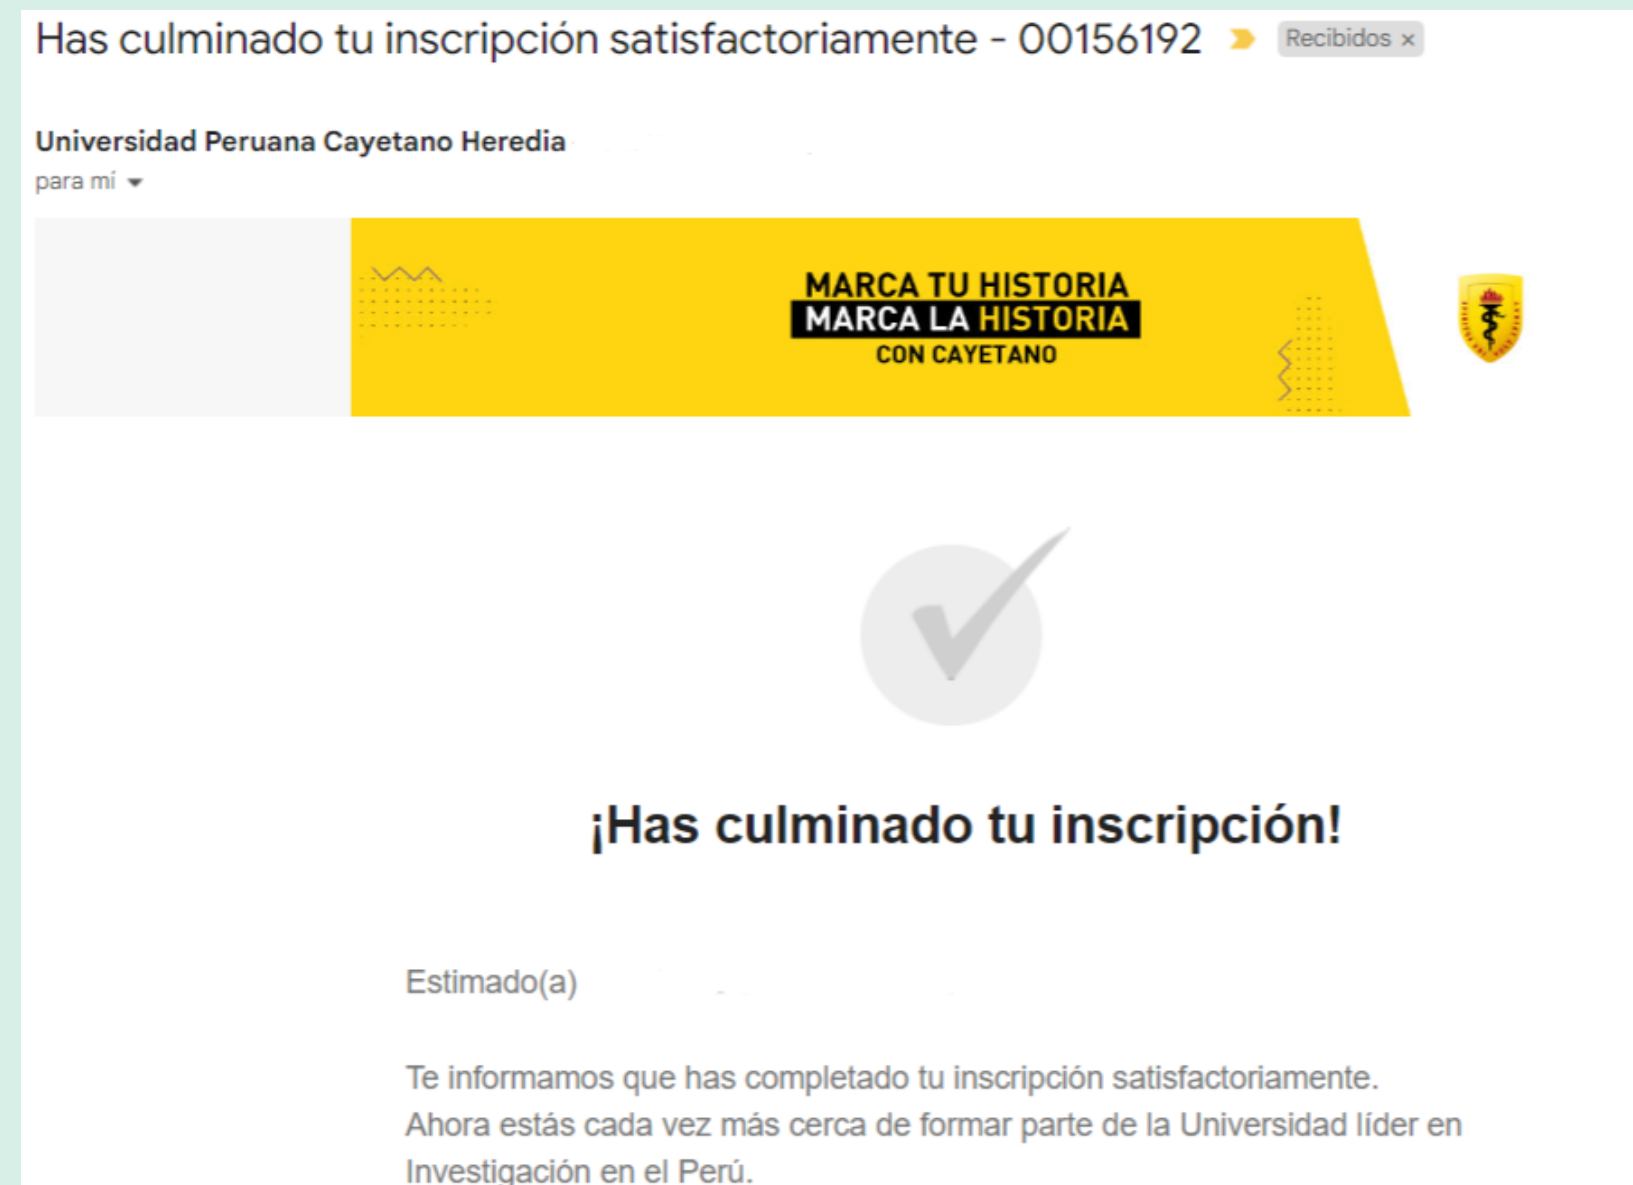 Has culminado tu inscripción satisfactoriamente - 00156192
Recibidos ×
Universidad Peruana Cayetano Heredia
para mí
MARCA TU HISTORIA
MARCA LA HISTORIA
CON CAYETANO
¡Has culminado tu inscripción!
Estimado(a)
Te informamos que has completado tu inscripción satisfactoriamente.
Ahora estás cada vez más cerca de formar parte de la Universidad líder en
Investigación en el Perú.